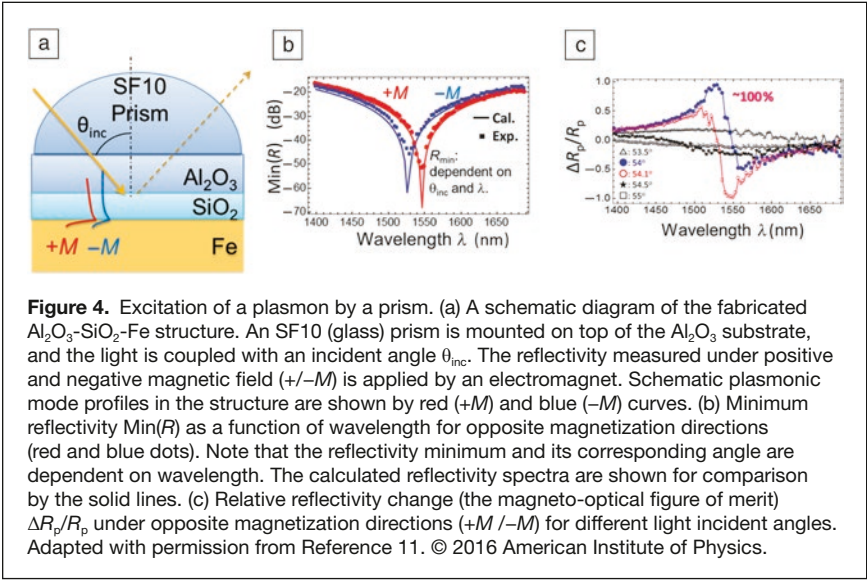 a
SF10
Prism
θinc
Al2O3
SiO2
+M −M
Fe
b
Min(R) (dB)
−20
−30
−40
−50
−60
−70
+M −M
Cal.
Exp.
Rmin:
dependent on
θinc and λ.
1400 1450 1500 1550 1600 1650
Wavelength λ (nm)
c
ΔRp/Rp
1.0
0.5
0.0
−0.5
−1.0
~100%
△: 53.5°
●: 54°
○: 54.1°
★: 54.5°
□: 55°
1400 1450 1500 1550 1600 1650
Wavelength λ (nm)
Figure 4. Excitation of a plasmon by a prism. (a) A schematic diagram of the fabricated
Al2O3-SiO2-Fe structure. An SF10 (glass) prism is mounted on top of the Al2O3 substrate,
and the light is coupled with an incident angle θinc. The reflectivity measured under positive
and negative magnetic field (+/−M) is applied by an electromagnet. Schematic plasmonic
mode profiles in the structure are shown by red (+M) and blue (−M) curves. (b) Minimum
reflectivity Min(R) as a function of wavelength for opposite magnetization directions
(red and blue dots). Note that the reflectivity minimum and its corresponding angle are
dependent on wavelength. The calculated reflectivity spectra are shown for comparison
by the solid lines. (c) Relative reflectivity change (the magneto-optical figure of merit)
ΔRp/Rp under opposite magnetization directions (+M /−M) for different light incident angles.
Adapted with permission from Reference 11. © 2016 American Institute of Physics.